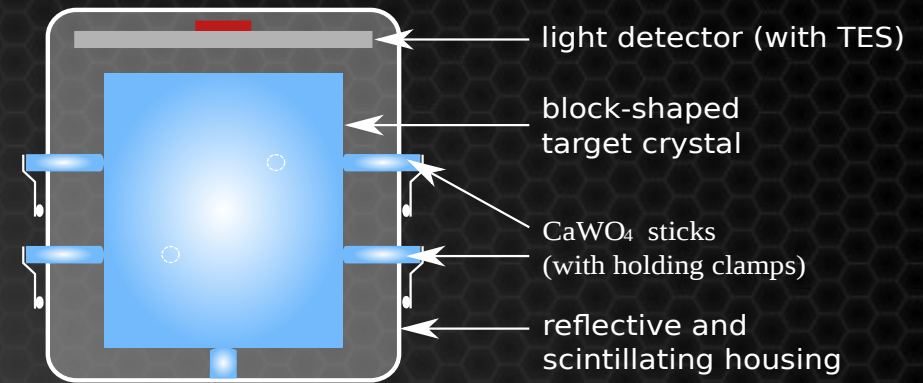 light detector (with TES)
block-shaped
target crystal
CaWO₄ sticks
(with holding clamps)
reflective and
scintillating housing